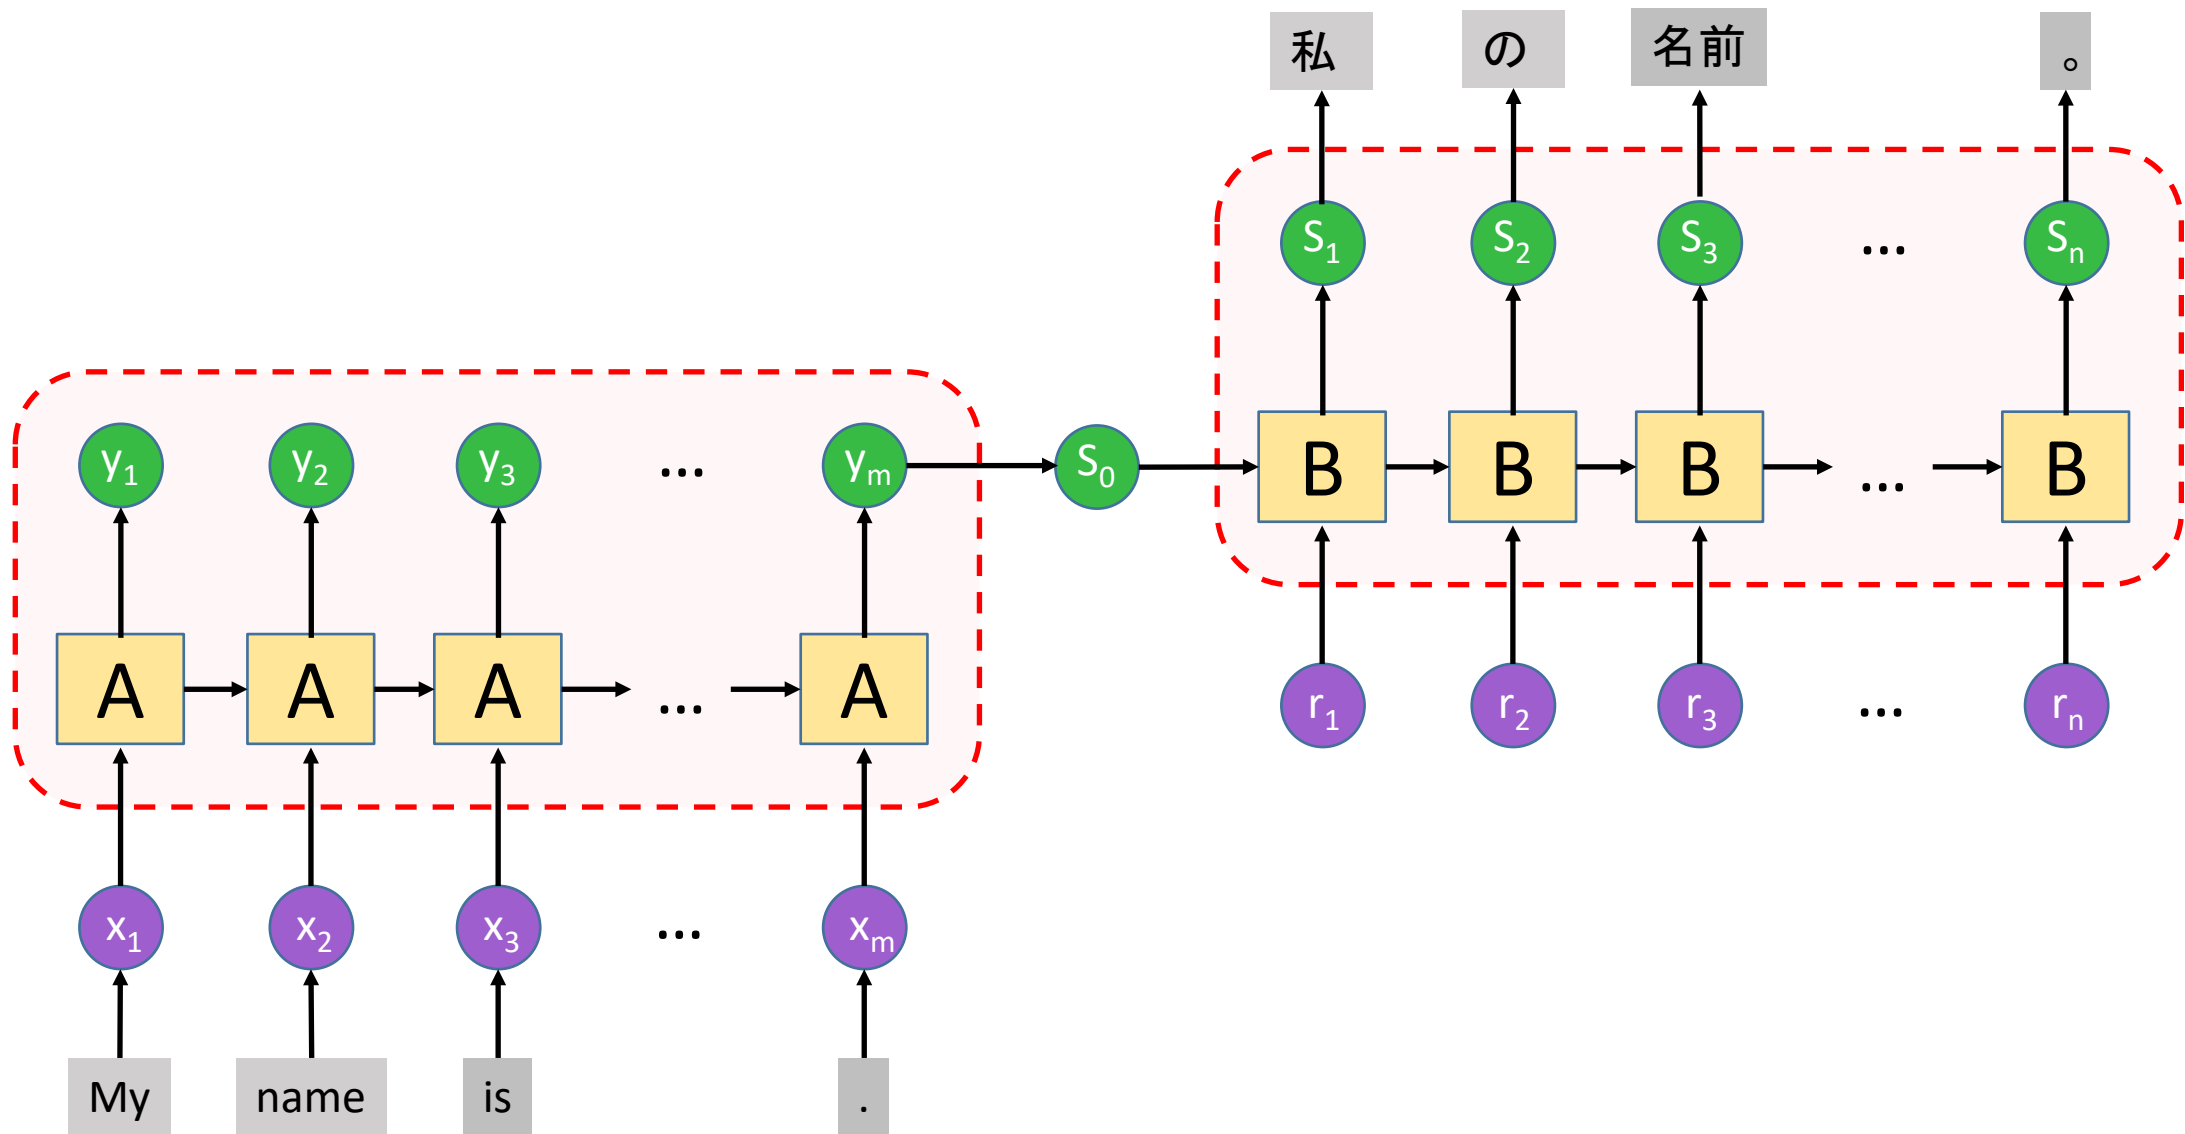 私 の 名前 。
S1 S2 S3 ... Sn
y1 y2 y3 ... ym S0 B B B ... B
A A A ... A r1 r2 r3 ... rn
x1 x2 x3 ... xm
My name is .